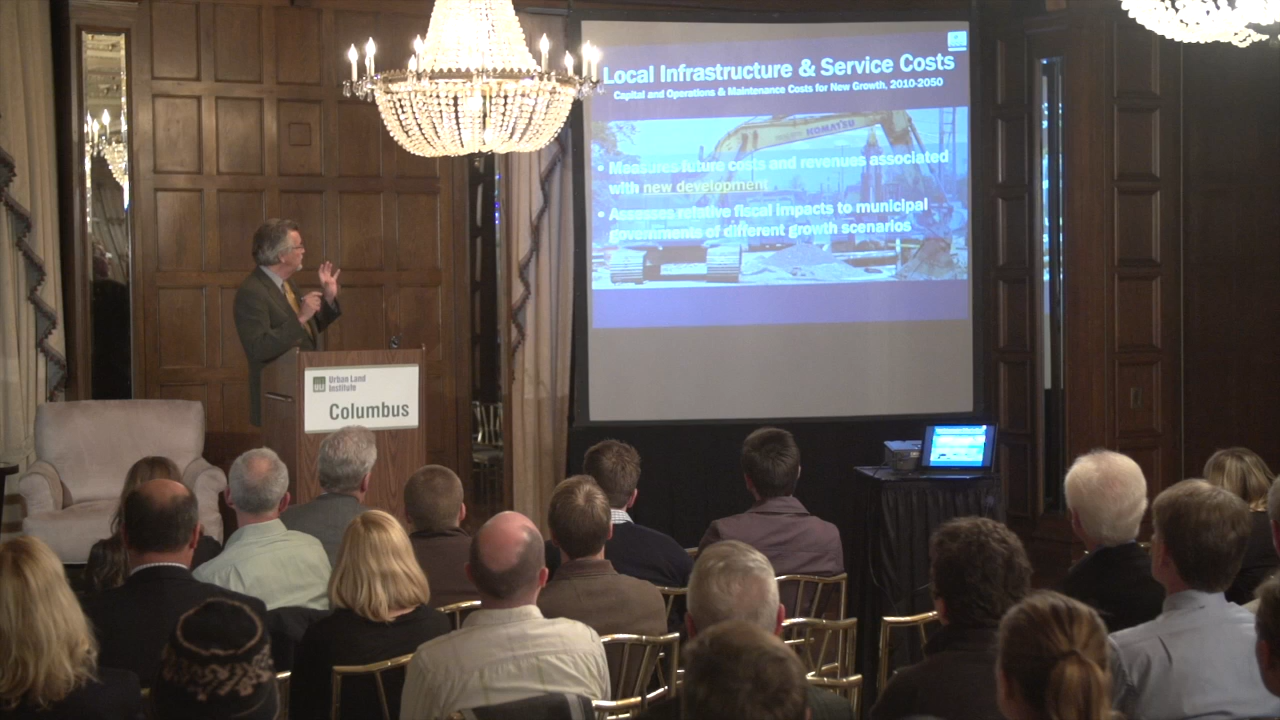 Local Infrastructure & Service Costs
Capital and Operations & Maintenance Costs for New Growth, 2010-2050
KOMATSU
• Measures future costs and revenues associated
with new development
• Assesses relative fiscal impacts to municipal
governments of different growth scenarios
ULI Urban Land
Institute
Columbus